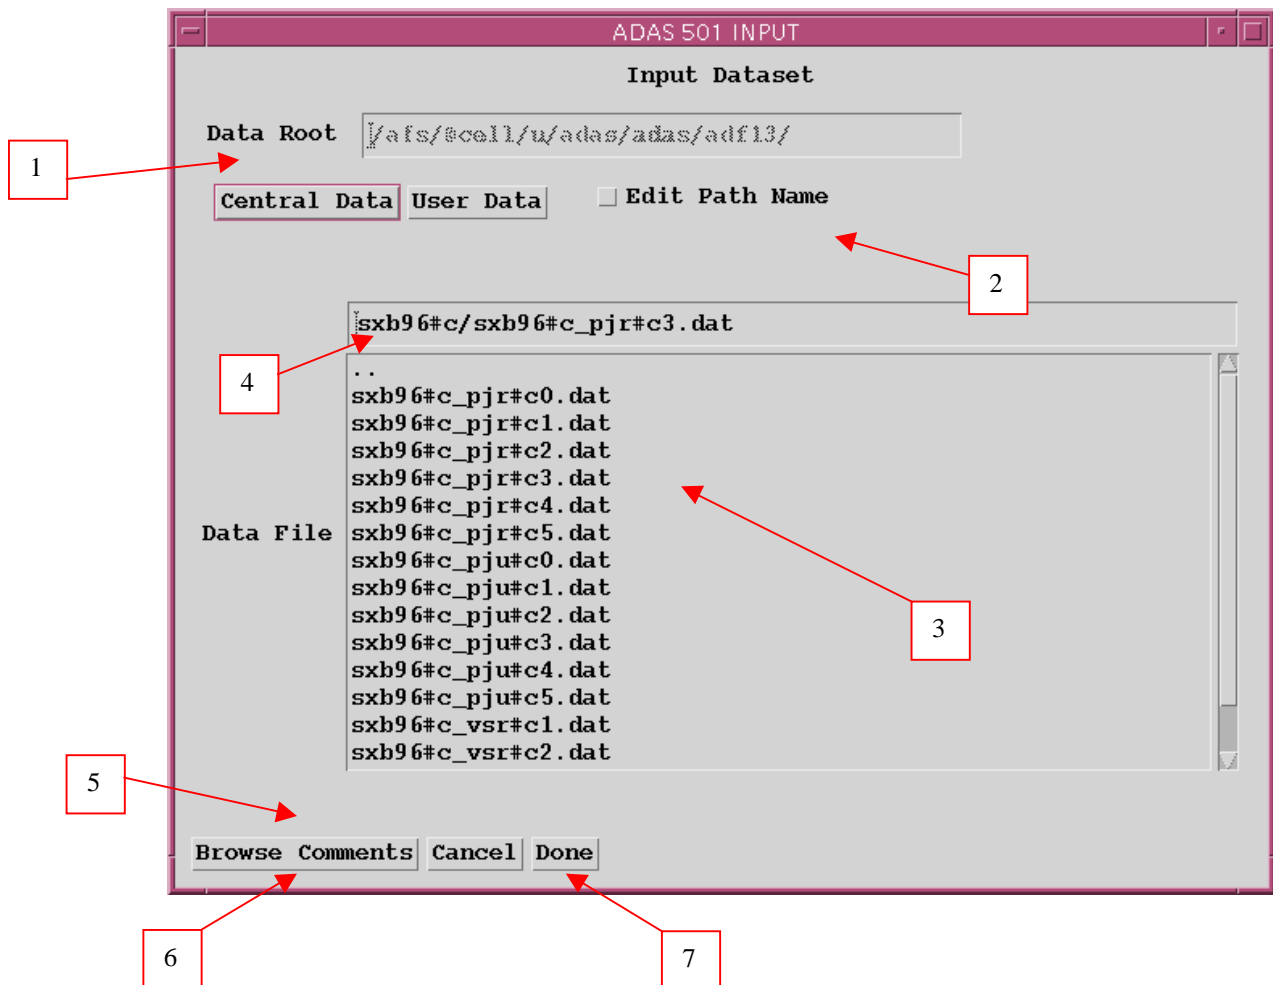 ADAS 501 INPUT
Input Dataset
Data Root /afs/@cell/u/adas/adas/adf13/
1
Central Data User Data Edit Path Name
2
sxb96#c/sxb96#c_pjr#c3.dat
4
..
sxb96#c_pjr#c0.dat
sxb96#c_pjr#c1.dat
sxb96#c_pjr#c2.dat
sxb96#c_pjr#c3.dat
sxb96#c_pjr#c4.dat
Data File sxb96#c_pjr#c5.dat
sxb96#c_pju#c0.dat
sxb96#c_pju#c1.dat
sxb96#c_pju#c2.dat
3
sxb96#c_pju#c3.dat
sxb96#c_pju#c4.dat
sxb96#c_pju#c5.dat
sxb96#c_vsr#c1.dat
sxb96#c_vsr#c2.dat
5
Browse Comments Cancel Done
6 7